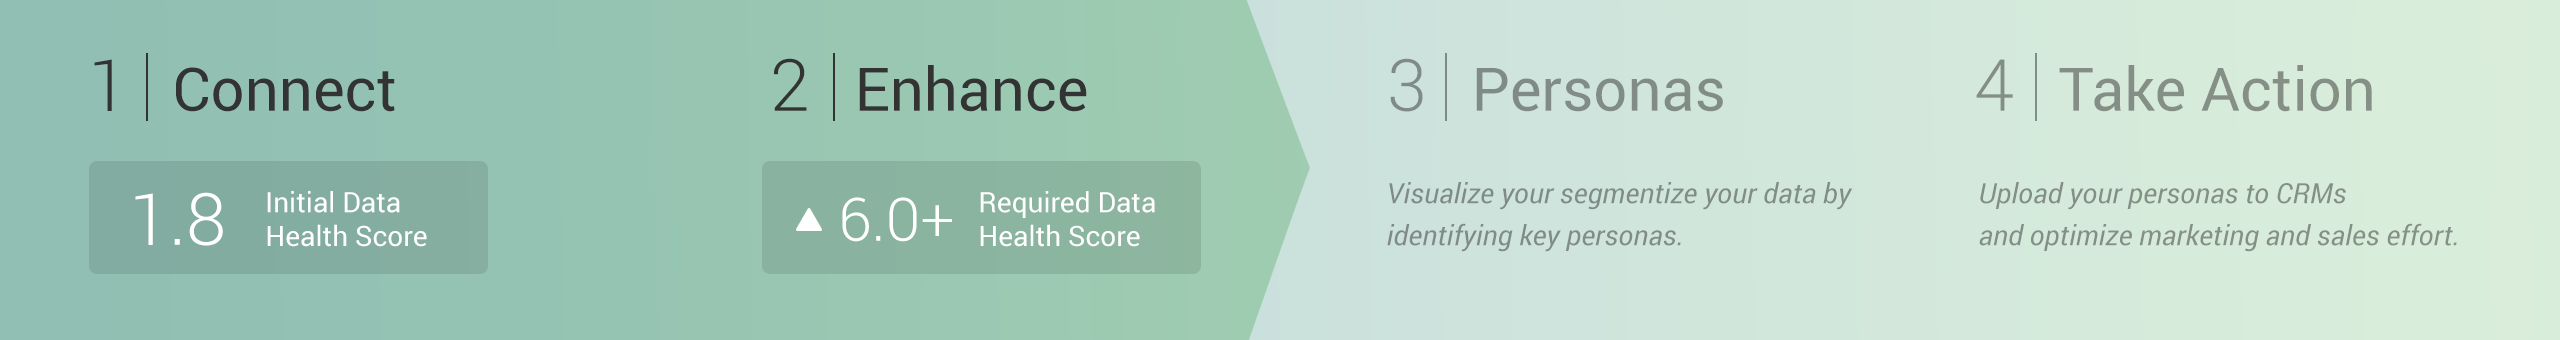 1 | Connect
1.8
Initial Data
Health Score
2 | Enhance
▲ 6.0+
Required Data
Health Score
3 | Personas
Visualize your segmentize your data by
identifying key personas.
4 | Take Action
Upload your personas to CRMs
and optimize marketing and sales effort.